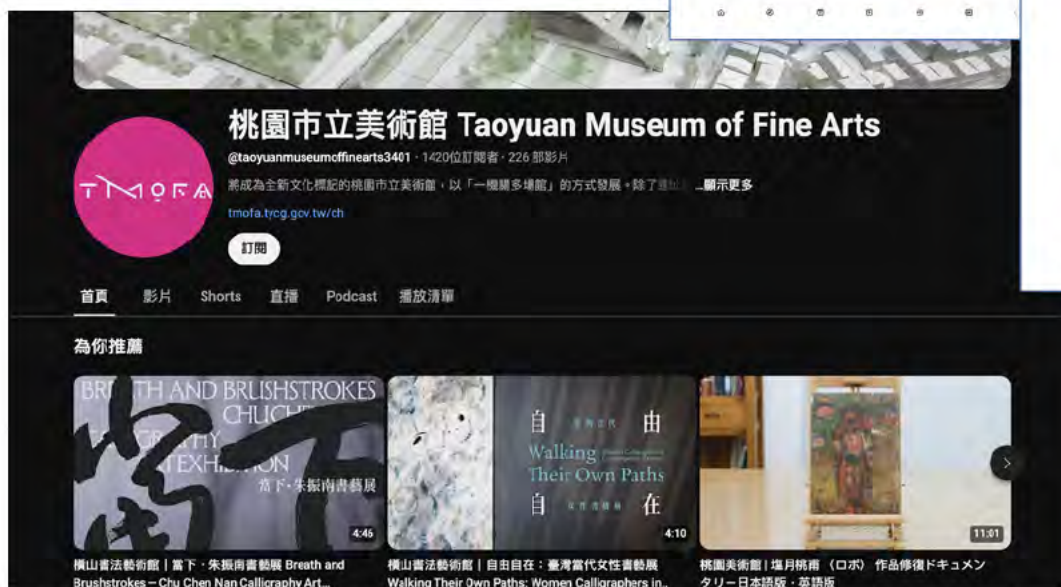 桃園市立美術館 Taoyuan Museum of Fine Arts
TMOFA
@taoyuanmuseumoffinearts3401 · 1420位訂閱者 · 226 部影片
將成為全新文化標記的桃園市立美術館，以「一機關多場館」的方式發展。除了 ...顯示更多
tmofa.tycg.gov.tw/ch
訂閱
首頁 影片 Shorts 直播 Podcast 播放清單
為你推薦
AND BRUSHSTROKES
當下·朱振南書藝展
4:46
自 由
Walking
Their Own Paths
自 在
4:10
11:01
橫山書法藝術館｜當下．朱振南書藝展 Breath and
Brushstrokes – Chu Chen Nan Calligraphy Art...
橫山書法藝術館｜自由自在：臺灣當代女性書藝展
Walking Their Own Paths: Women Calligraphers in...
桃園美術館 | 塩月桃甫 （ロボ） 作品修復ドキュメン
タリー日本語版・英語版